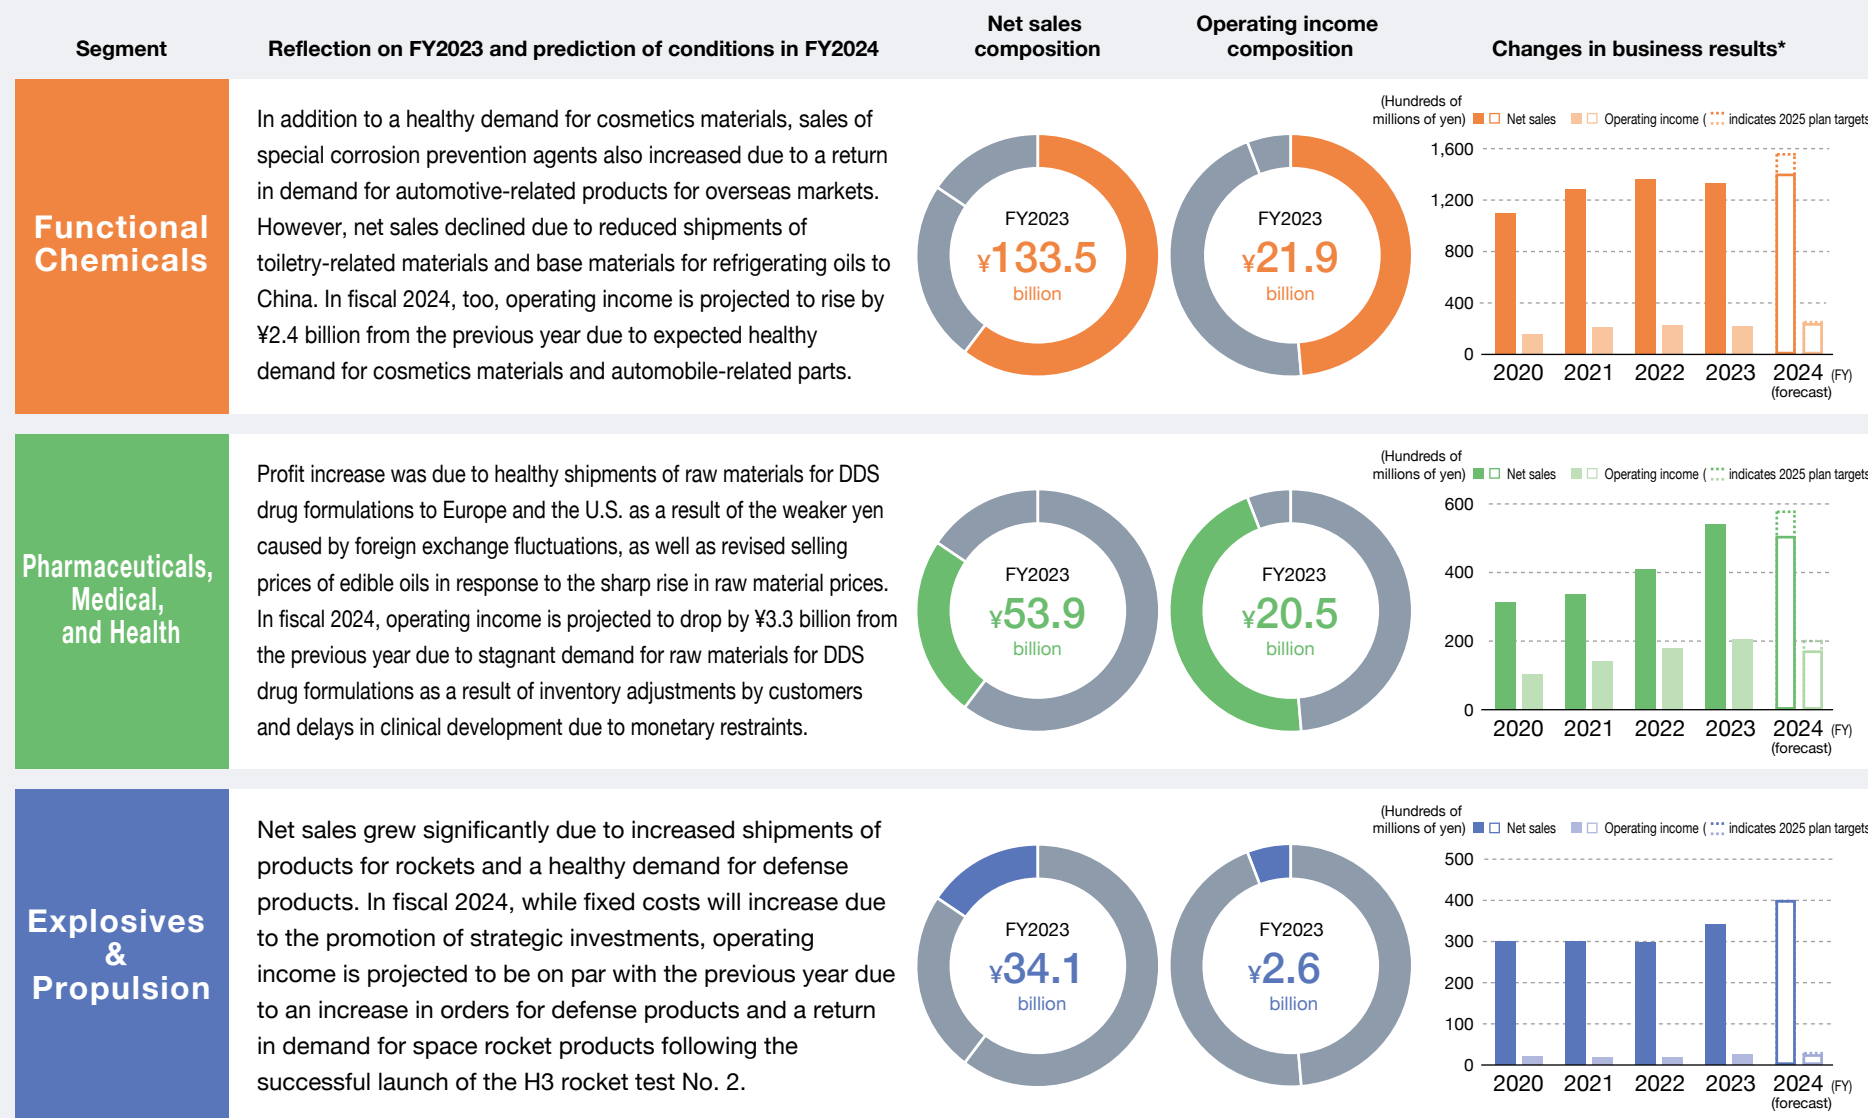 Segment
Reflection on FY2023 and prediction of conditions in FY2024
Net sales
composition
Operating income
composition
Changes in business results*
Functional
Chemicals
In addition to a healthy demand for cosmetics materials, sales of
special corrosion prevention agents also increased due to a return
in demand for automotive-related products for overseas markets.
However, net sales declined due to reduced shipments of
toiletry-related materials and base materials for refrigerating oils to
China. In fiscal 2024, too, operating income is projected to rise by
¥2.4 billion from the previous year due to expected healthy
demand for cosmetics materials and automobile-related parts.
FY2023
¥133.5
billion
FY2023
¥21.9
billion
(Hundreds of
millions of yen) Net sales Operating income ( indicates 2025 plan targets
1,600
1,200
800
400
0
2020 2021 2022 2023 2024 (FY)
(forecast)
Pharmaceuticals,
Medical,
and Health
Profit increase was due to healthy shipments of raw materials for DDS
drug formulations to Europe and the U.S. as a result of the weaker yen
caused by foreign exchange fluctuations, as well as revised selling
prices of edible oils in response to the sharp rise in raw material prices.
In fiscal 2024, operating income is projected to drop by ¥3.3 billion from
the previous year due to stagnant demand for raw materials for DDS
drug formulations as a result of inventory adjustments by customers
and delays in clinical development due to monetary restraints.
FY2023
¥53.9
billion
FY2023
¥20.5
billion
(Hundreds of
millions of yen) Net sales Operating income ( indicates 2025 plan targets
600
400
200
0
2020 2021 2022 2023 2024 (FY)
(forecast)
Explosives
&
Propulsion
Net sales grew significantly due to increased shipments of
products for rockets and a healthy demand for defense
products. In fiscal 2024, while fixed costs will increase due
to the promotion of strategic investments, operating
income is projected to be on par with the previous year due
to an increase in orders for defense products and a return
in demand for space rocket products following the
successful launch of the H3 rocket test No. 2.
FY2023
¥34.1
billion
FY2023
¥2.6
billion
(Hundreds of
millions of yen) Net sales Operating income ( indicates 2025 plan targets
500
400
300
200
100
0
2020 2021 2022 2023 2024 (FY)
(forecast)